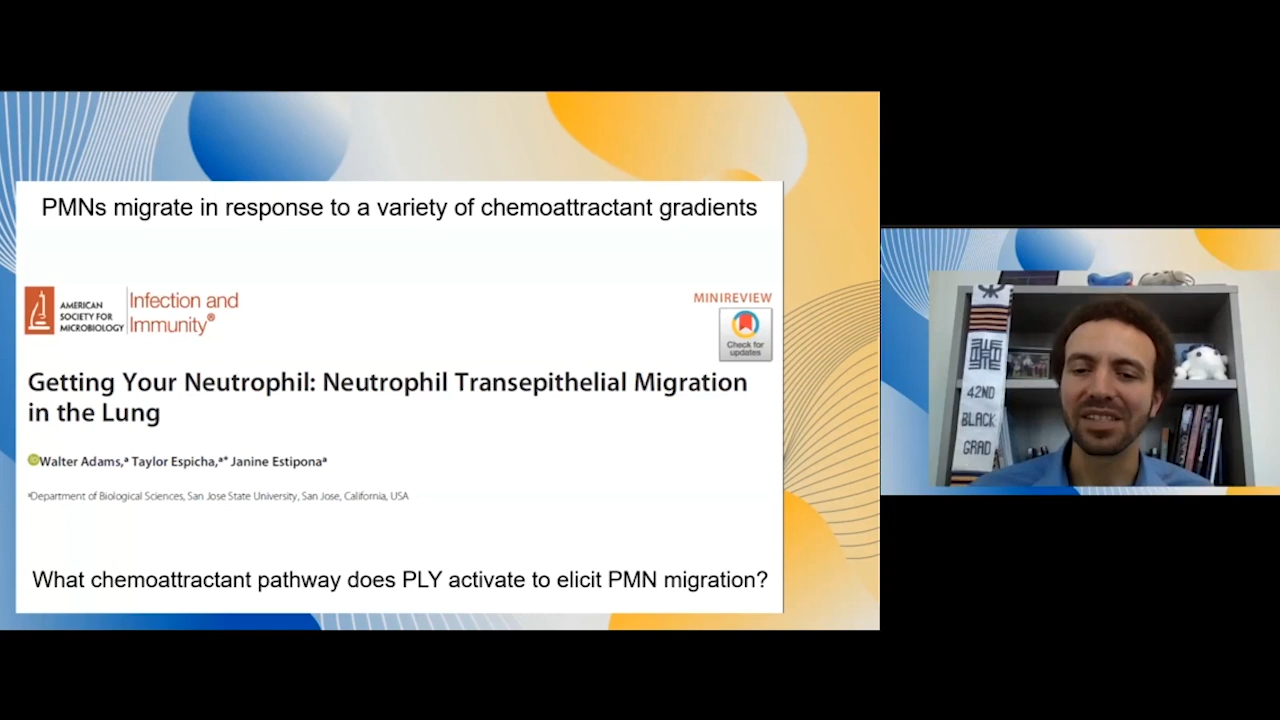 PMNs migrate in response to a variety of chemoattractant gradients
AMERICAN
SOCIETY FOR
MICROBIOLOGY
Infection and
Immunity®
MINIREVIEW
Check for
updates
Getting Your Neutrophil: Neutrophil Transepithelial Migration
in the Lung
Walter Adams,ᵃ Taylor Espicha,ᵃ* Janine Estiponaᵃ
ᵃDepartment of Biological Sciences, San Jose State University, San Jose, California, USA
What chemoattractant pathway does PLY activate to elicit PMN migration?
42ND
BLACK
GRAD